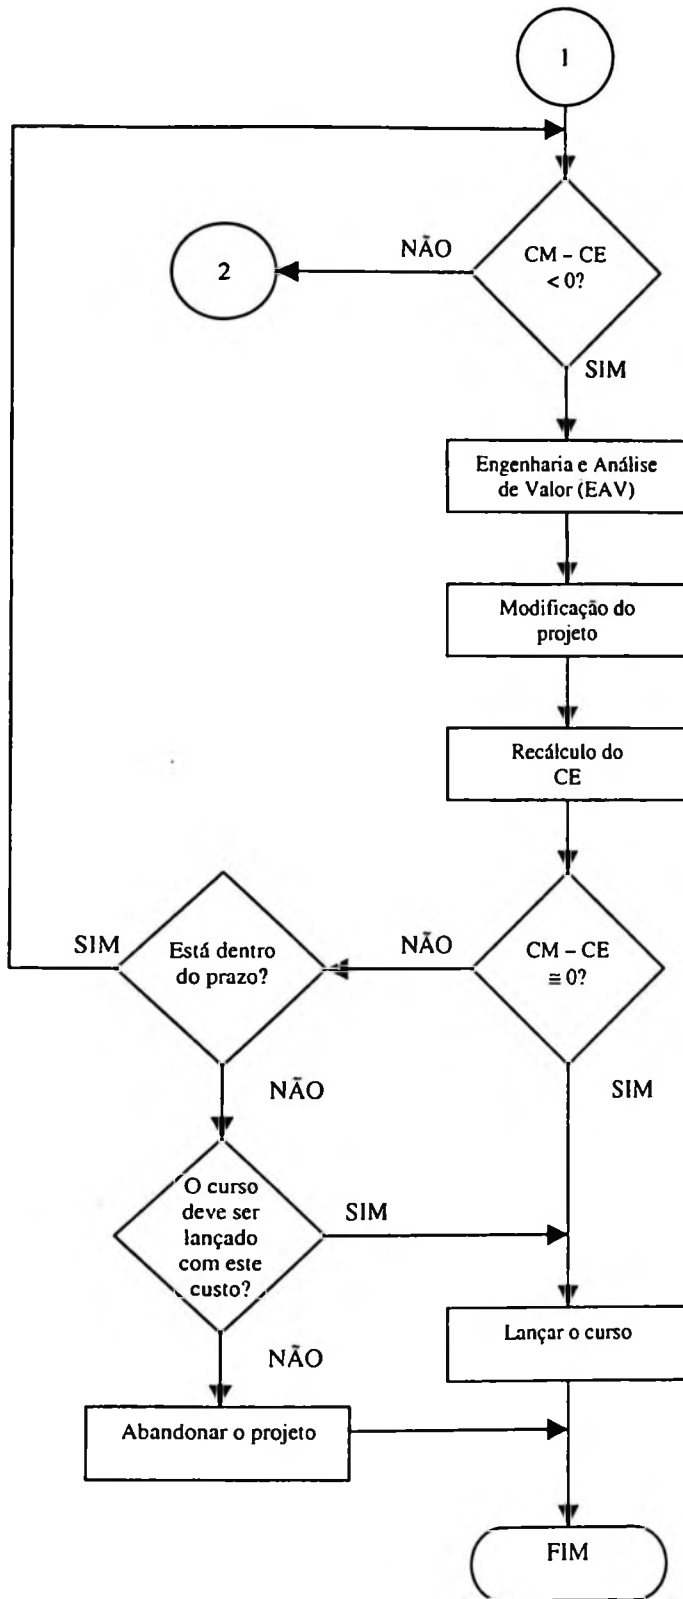 1
NÃO
CM – CE
< 0?
2
SIM
Engenharia e Análise
de Valor (EAV)
Modificação do
projeto
Recálculo do
CE
SIM
Está dentro
do prazo?
NÃO
CM – CE
≅ 0?
NÃO
SIM
O curso
deve ser
lançado
com este
custo?
SIM
Lançar o curso
NÃO
Abandonar o projeto
FIM